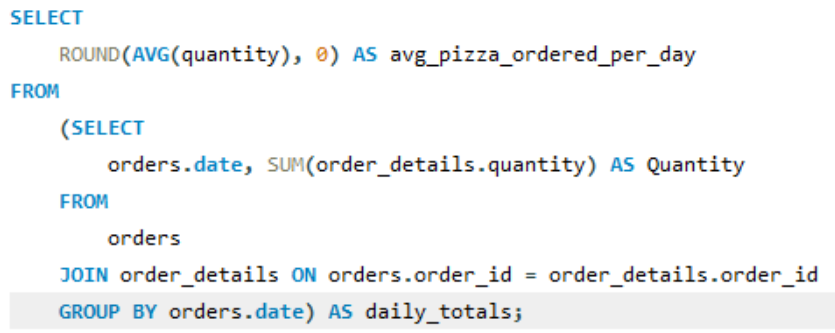 SELECT
ROUND(AVG(quantity), 0) AS avg_pizza_ordered_per_day
FROM
(SELECT
orders.date, SUM(order_details.quantity) AS Quantity
FROM
orders
JOIN order_details ON orders.order_id = order_details.order_id
GROUP BY orders.date) AS daily_totals;